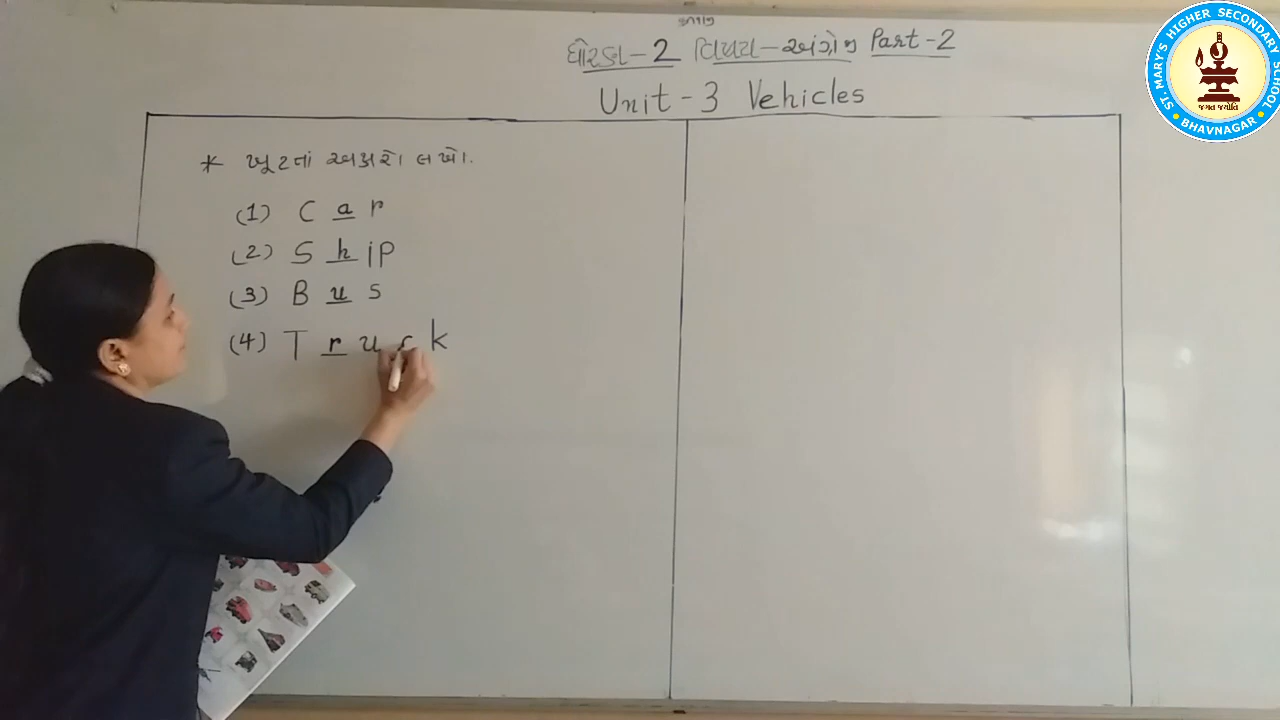 ભાગ
ધોરણ-2 વિષય-અંગ્રેજી Part-2
Unit-3 Vehicles
* ખૂટતાં અક્ષરો લખો.
(1) C a r
(2) S h i P
(3) B u s
(4) T r u c k
ST. MARY'S HIGHER SECONDARY SCHOOL
જગત જ્યોતિ
• BHAVNAGAR •